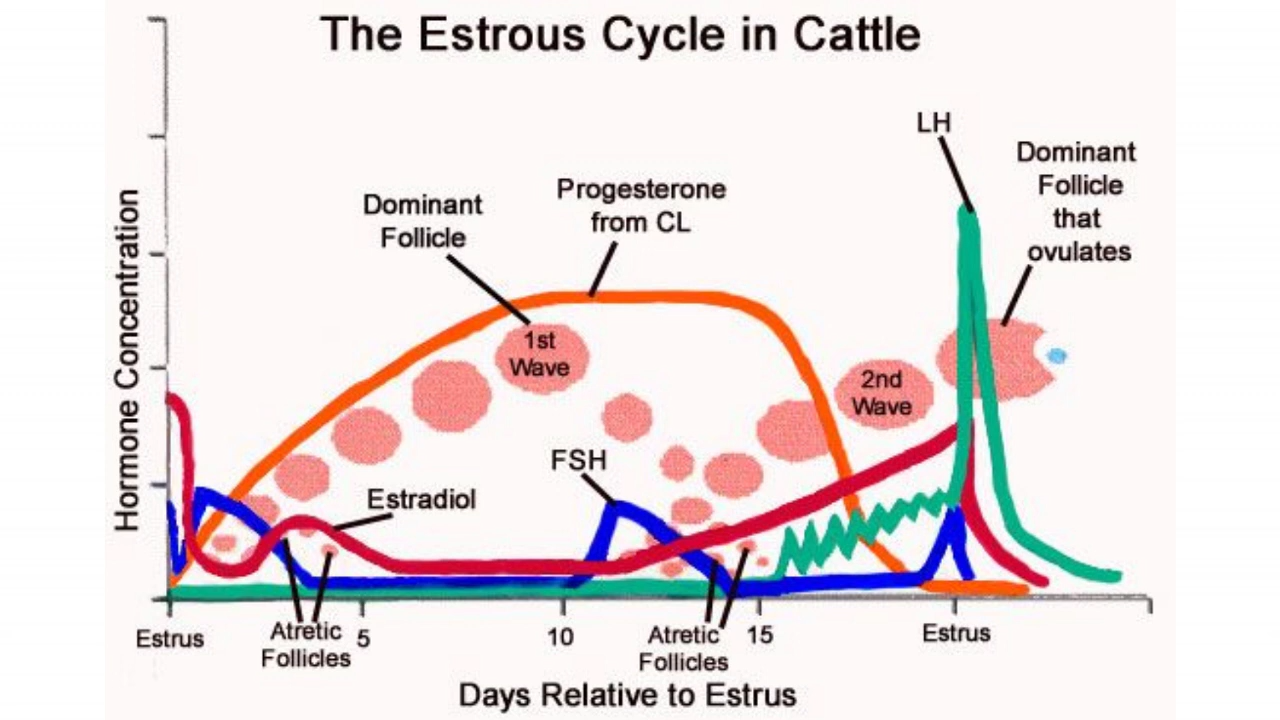 The Estrous Cycle in Cattle
LH
Dominant
Follicle
that
ovulates
Progesterone
from CL
Dominant
Follicle
1st
Wave
2nd
Wave
FSH
Estradiol
Hormone Concentration
Estrus
Atretic
Follicles
5
10
Atretic
Follicles
15
Estrus
Days Relative to Estrus